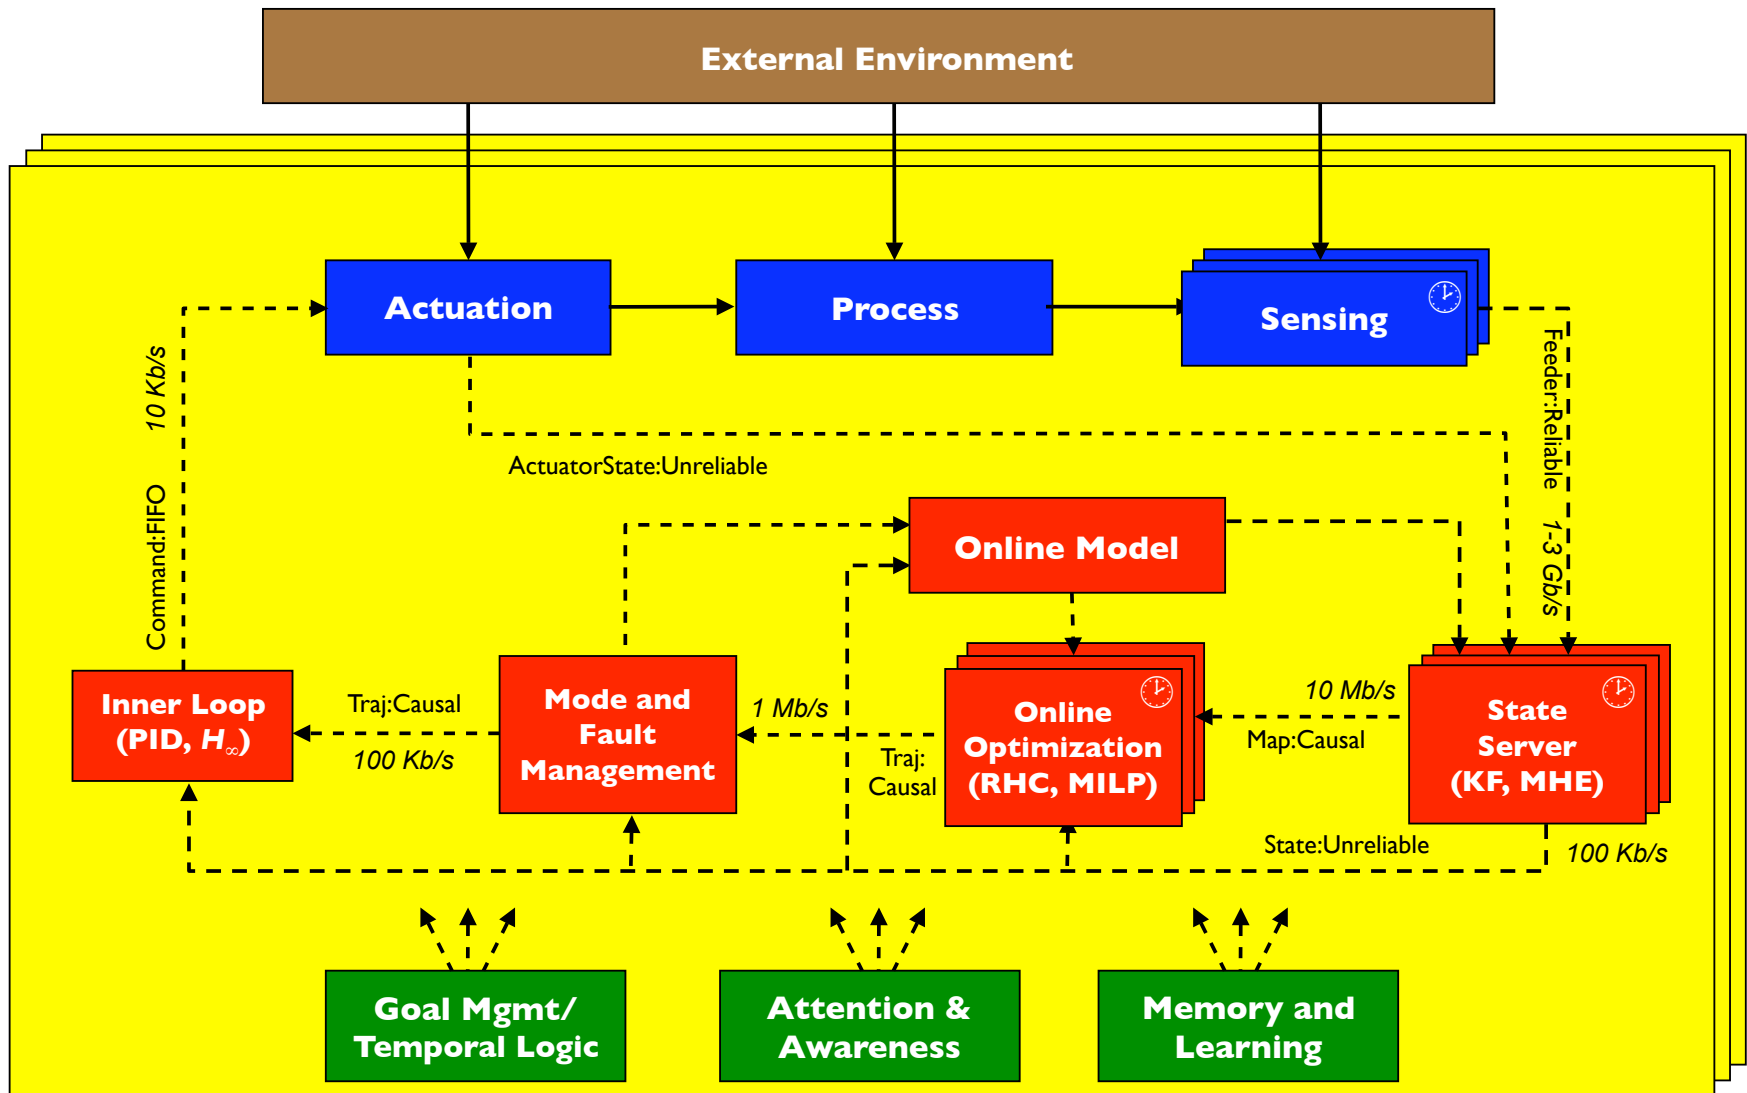 External Environment
Actuation
Process
Sensing
10 Kb/s
Command:FIFO
Feeder:Reliable
1-3 Gb/s
ActuatorState:Unreliable
Online Model
Inner Loop
(PID, H∞)
Traj:Causal
100 Kb/s
Mode and
Fault
Management
1 Mb/s
Traj:
Causal
Online
Optimization
(RHC, MILP)
10 Mb/s
Map:Causal
State
Server
(KF, MHE)
State:Unreliable
100 Kb/s
Goal Mgmt/
Temporal Logic
Attention &
Awareness
Memory and
Learning